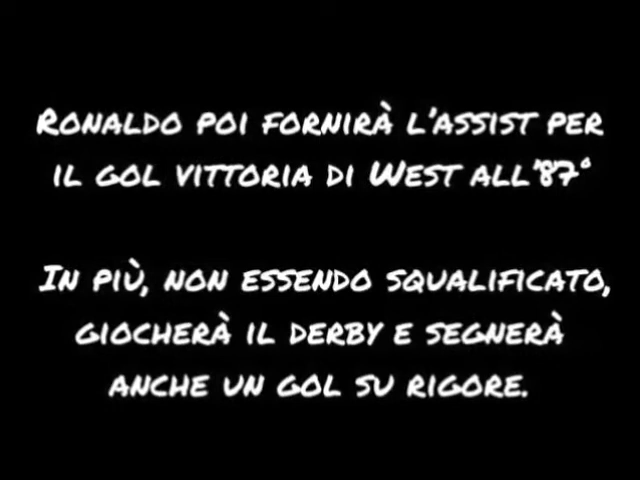 Ronaldo poi fornirà l'assist per
il gol vittoria di West all'87°
In più, non essendo squalificato,
giocherà il derby e segnerà
anche un gol su rigore.